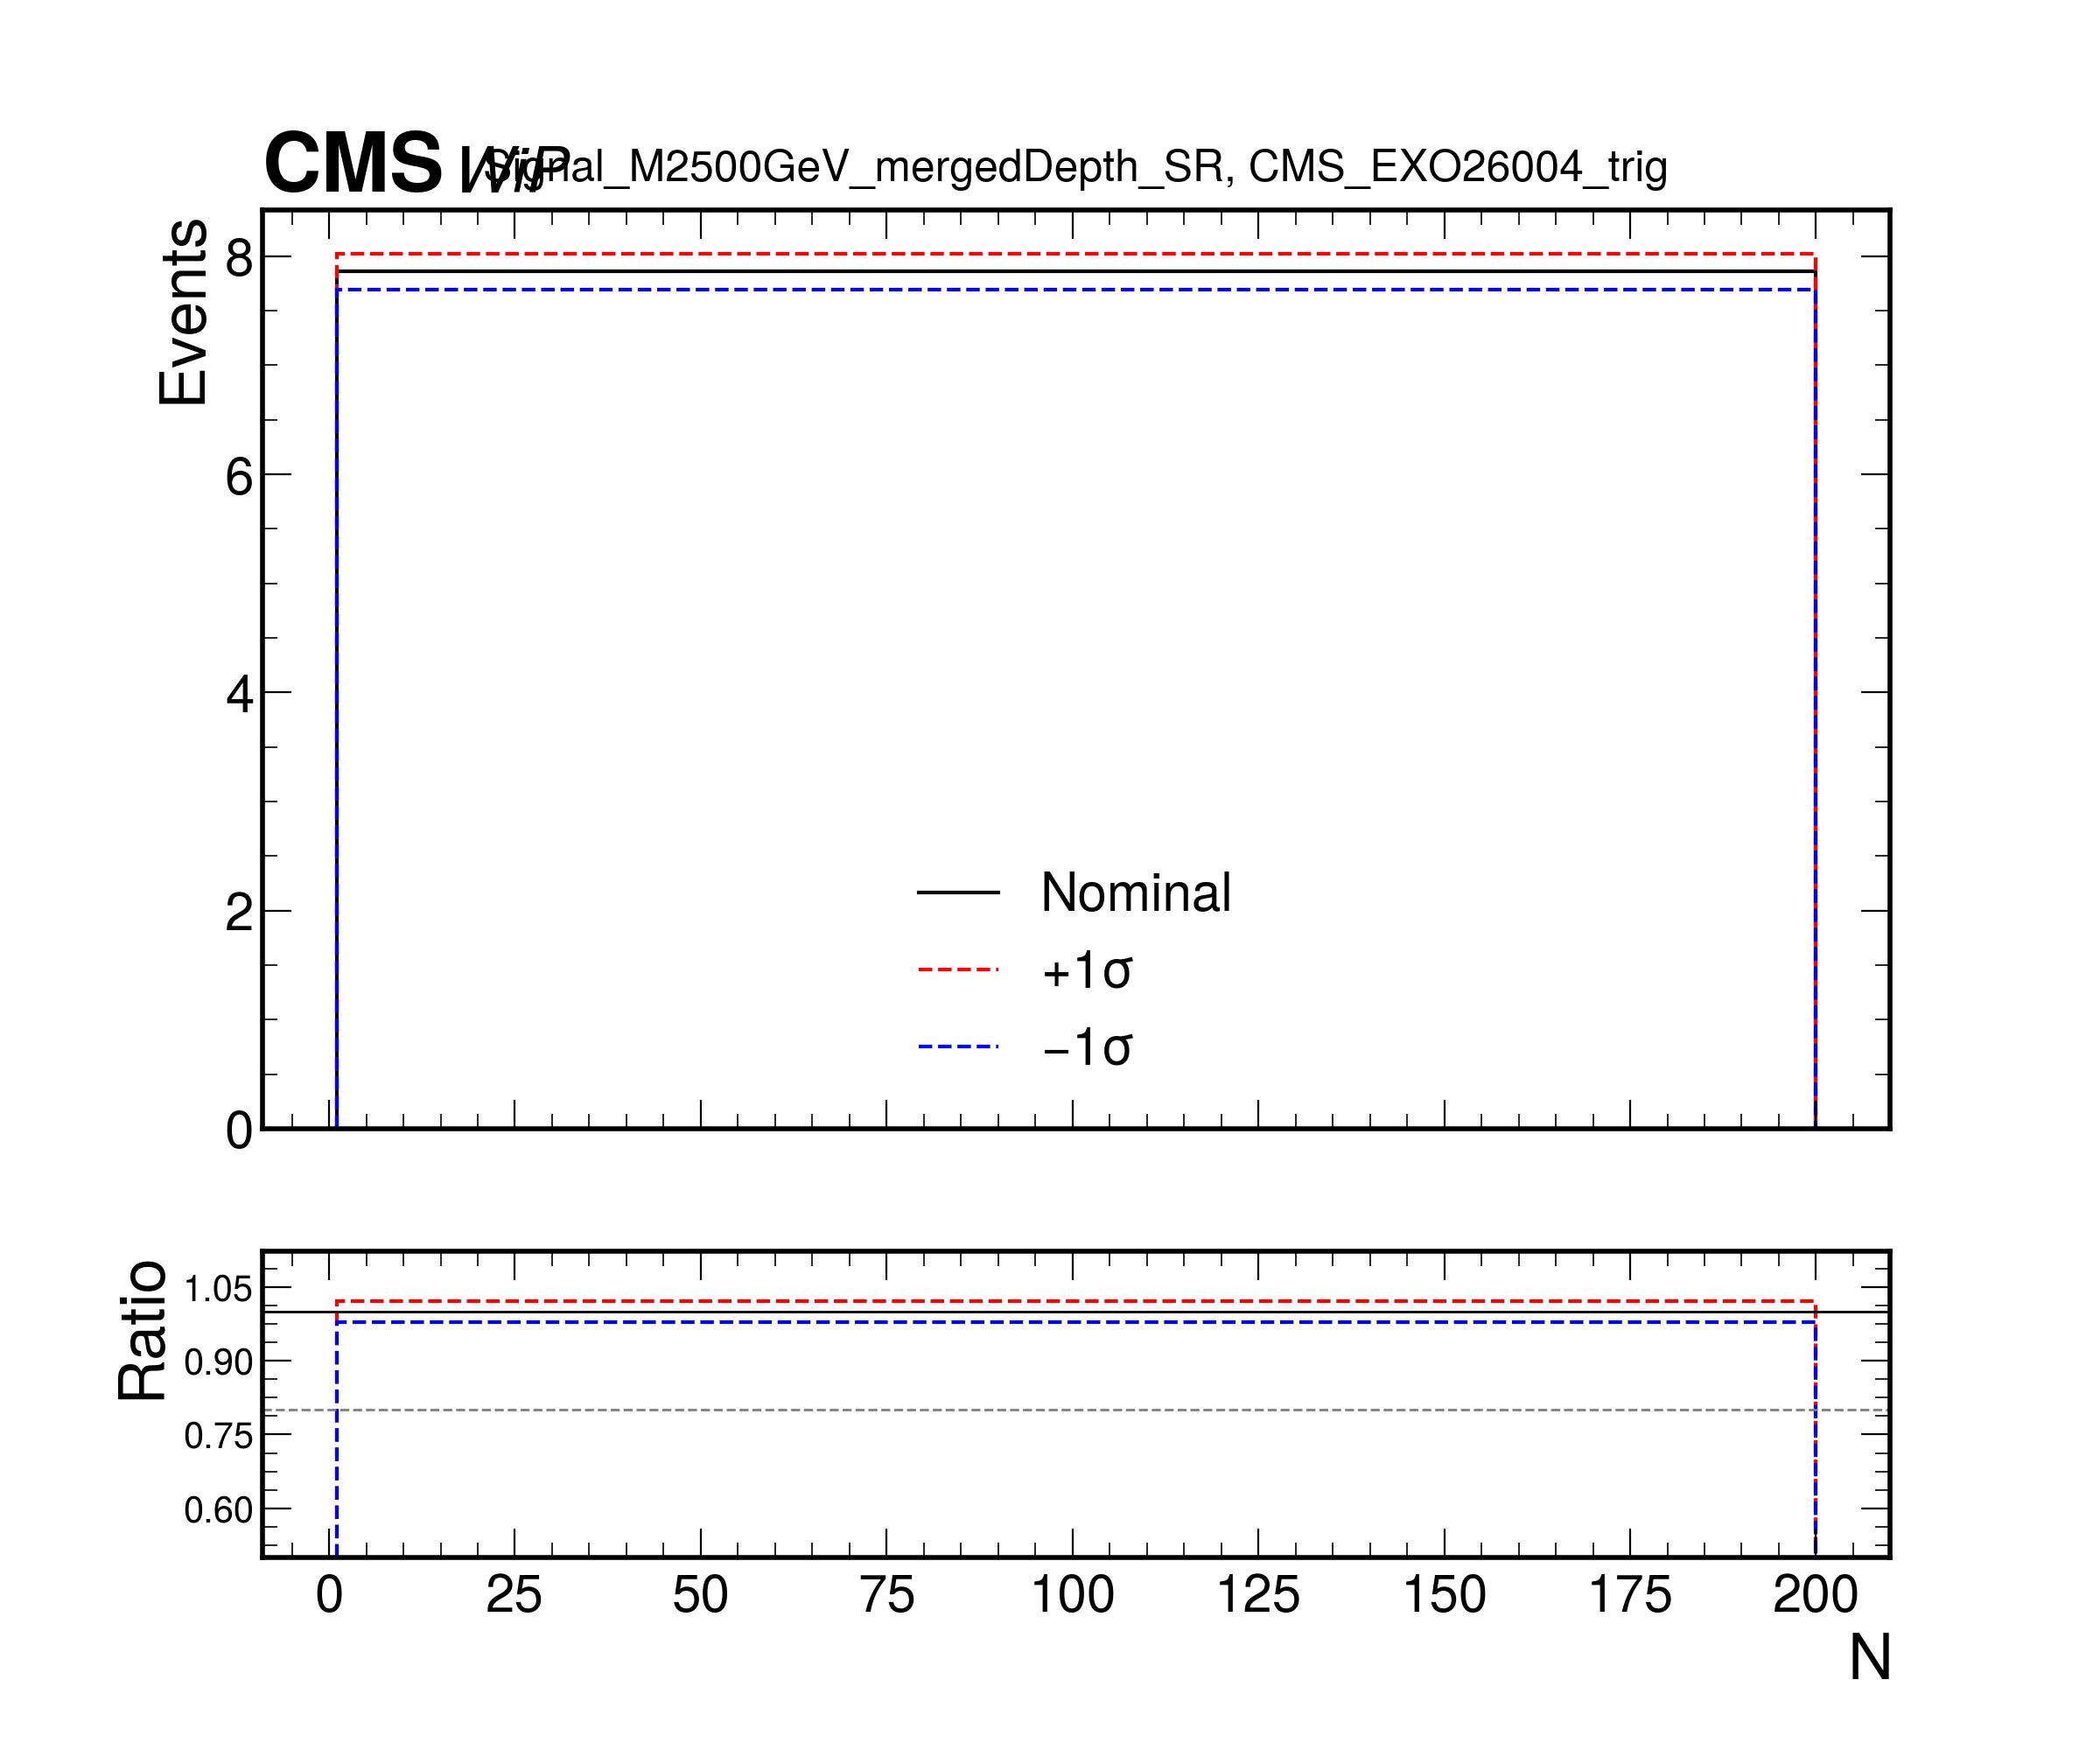 CMS WiP
Signal_M2500GeV_mergedDepth_SR, CMS_EXO26004_trig
Events
8
6
4
2
0
Nominal
+1σ
−1σ
Ratio
1.05
0.90
0.75
0.60
0 25 50 75 100 125 150 175 200
N